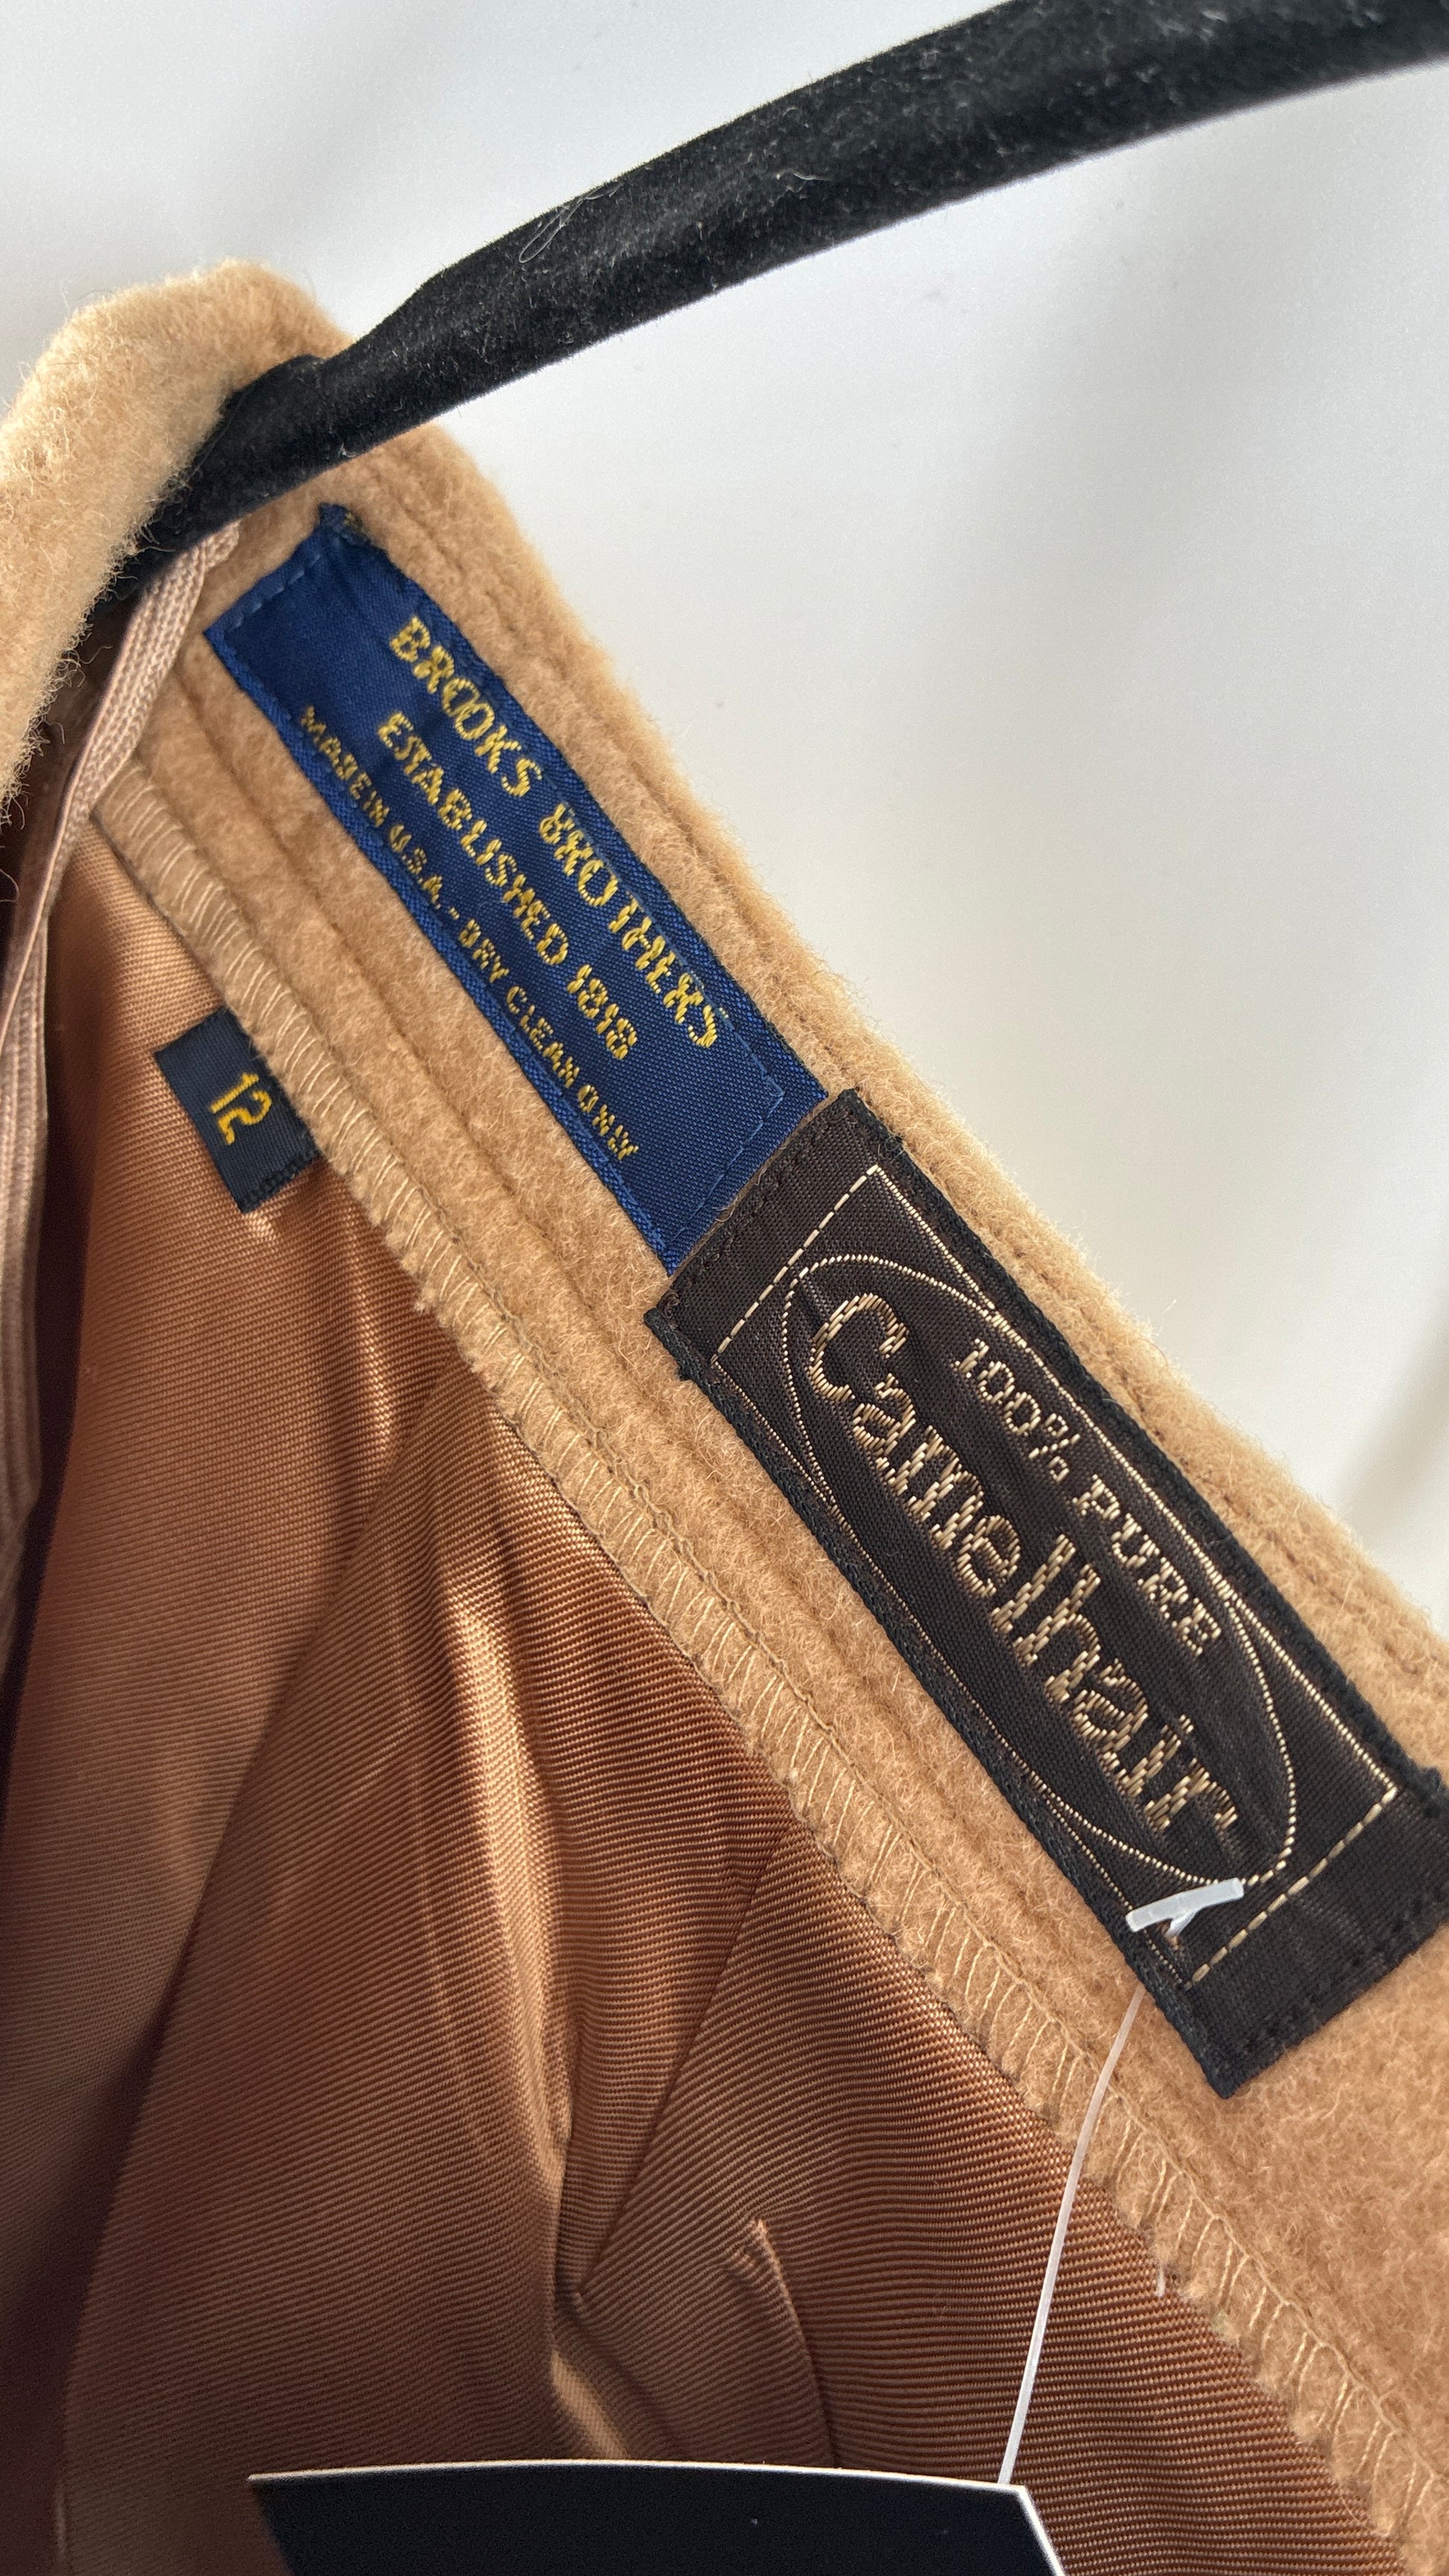 BROOKS BROTHERS
ESTABLISHED 1818
MADE IN U.S.A. - DRY CLEAN ONLY
12
100% PURE
Camelhair